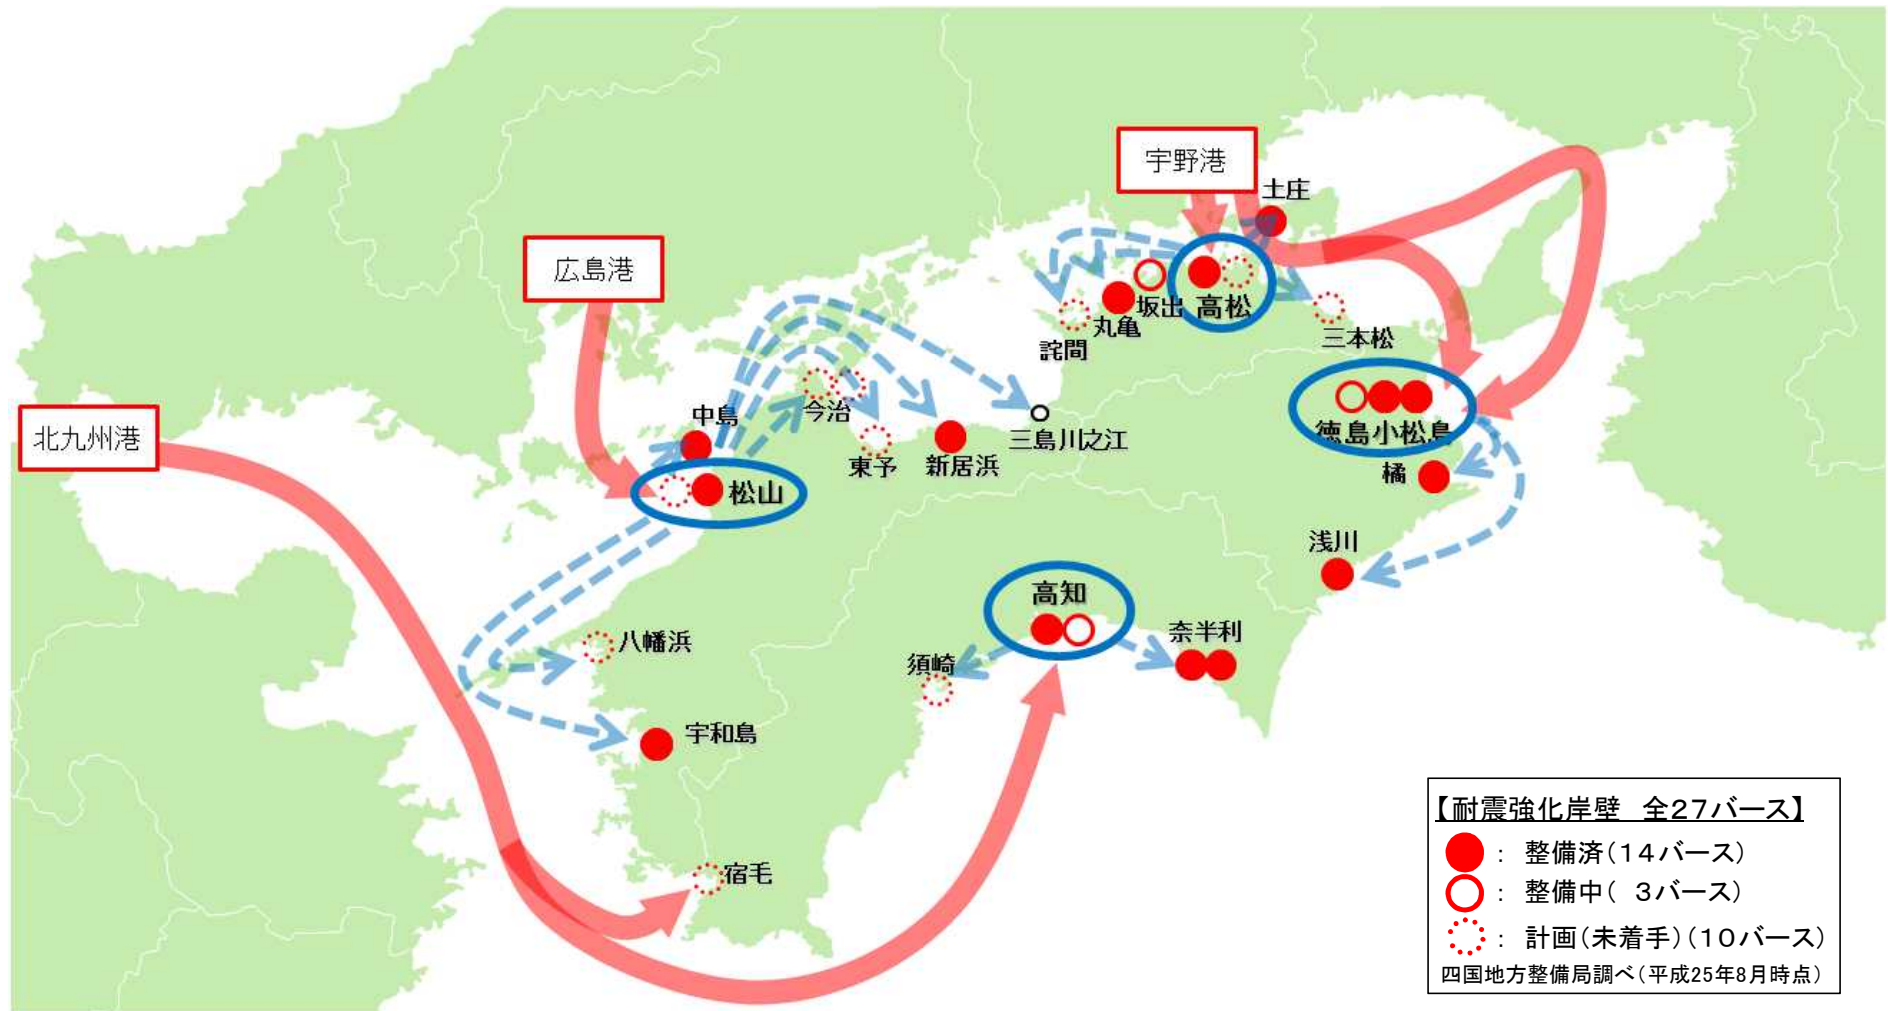 宇野港
土庄
広島港
坂出
高松
丸亀
三本松
詫間
北九州港
中島
今治
徳島小松島
三島川之江
東予
新居浜
橘
松山
浅川
高知
八幡浜
奈半利
須崎
宇和島
宿毛
【耐震強化岸壁　全27バース】
： 整備済(14バース)
： 整備中(　3バース)
： 計画(未着手)(10バース)
四国地方整備局調べ(平成25年8月時点)